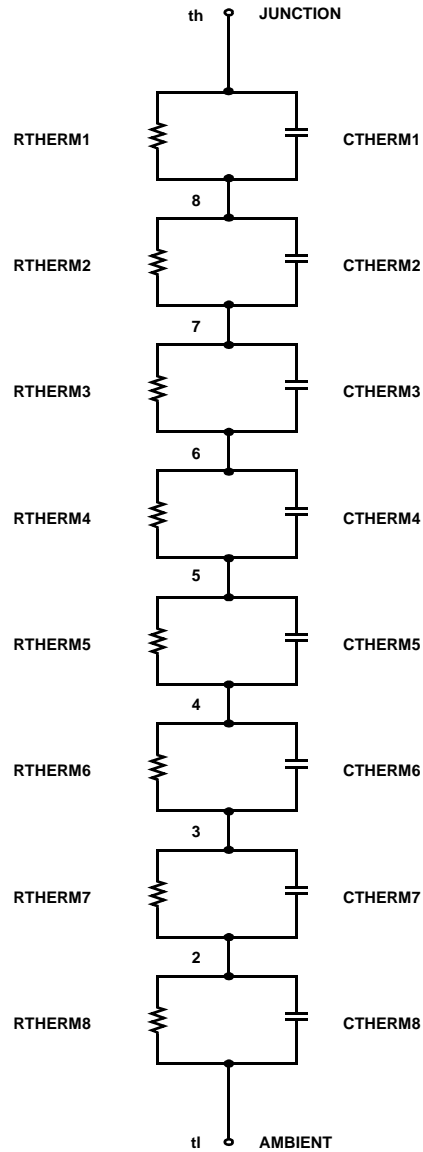 th JUNCTION
RTHERM1 CTHERM1
8
RTHERM2 CTHERM2
7
RTHERM3 CTHERM3
6
RTHERM4 CTHERM4
5
RTHERM5 CTHERM5
4
RTHERM6 CTHERM6
3
RTHERM7 CTHERM7
2
RTHERM8 CTHERM8
tl AMBIENT